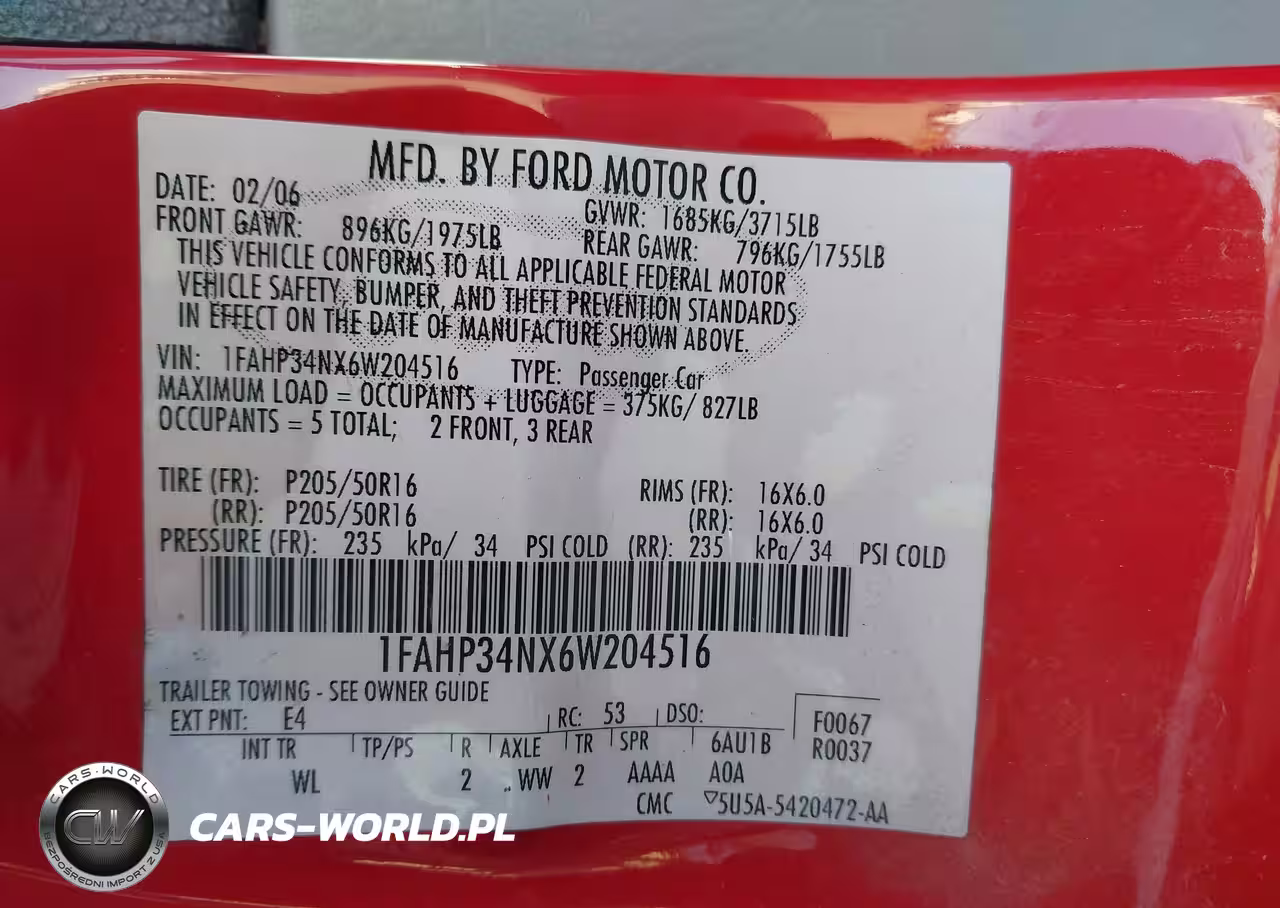 MFD. BY FORD MOTOR CO.
DATE: 02/06 GVWR: 1685KG/3715LB
FRONT GAWR: 896KG/1975LB REAR GAWR: 796KG/1755LB
THIS VEHICLE CONFORMS TO ALL APPLICABLE FEDERAL MOTOR
VEHICLE SAFETY, BUMPER, AND THEFT PREVENTION STANDARDS
IN EFFECT ON THE DATE OF MANUFACTURE SHOWN ABOVE.
VIN: 1FAHP34NX6W204516 TYPE: Passenger Car
MAXIMUM LOAD = OCCUPANTS + LUGGAGE = 375KG/ 827LB
OCCUPANTS = 5 TOTAL; 2 FRONT, 3 REAR
TIRE (FR): P205/50R16 RIMS (FR): 16X6.0
(RR): P205/50R16 (RR): 16X6.0
PRESSURE (FR): 235 kPa/ 34 PSI COLD (RR): 235 kPa/ 34 PSI COLD
1FAHP34NX6W204516
TRAILER TOWING - SEE OWNER GUIDE
EXT PNT: E4 RC: 53 DSO: F0067
INT TR TP/PS R AXLE TR SPR 6AU1B R0037
WL 2 WW 2 AAAA A0A
CMC ▽5U5A-5420472-AA
CARS-WORLD
CW
BEZPOŚREDNI IMPORT Z USA
CARS-WORLD.PL